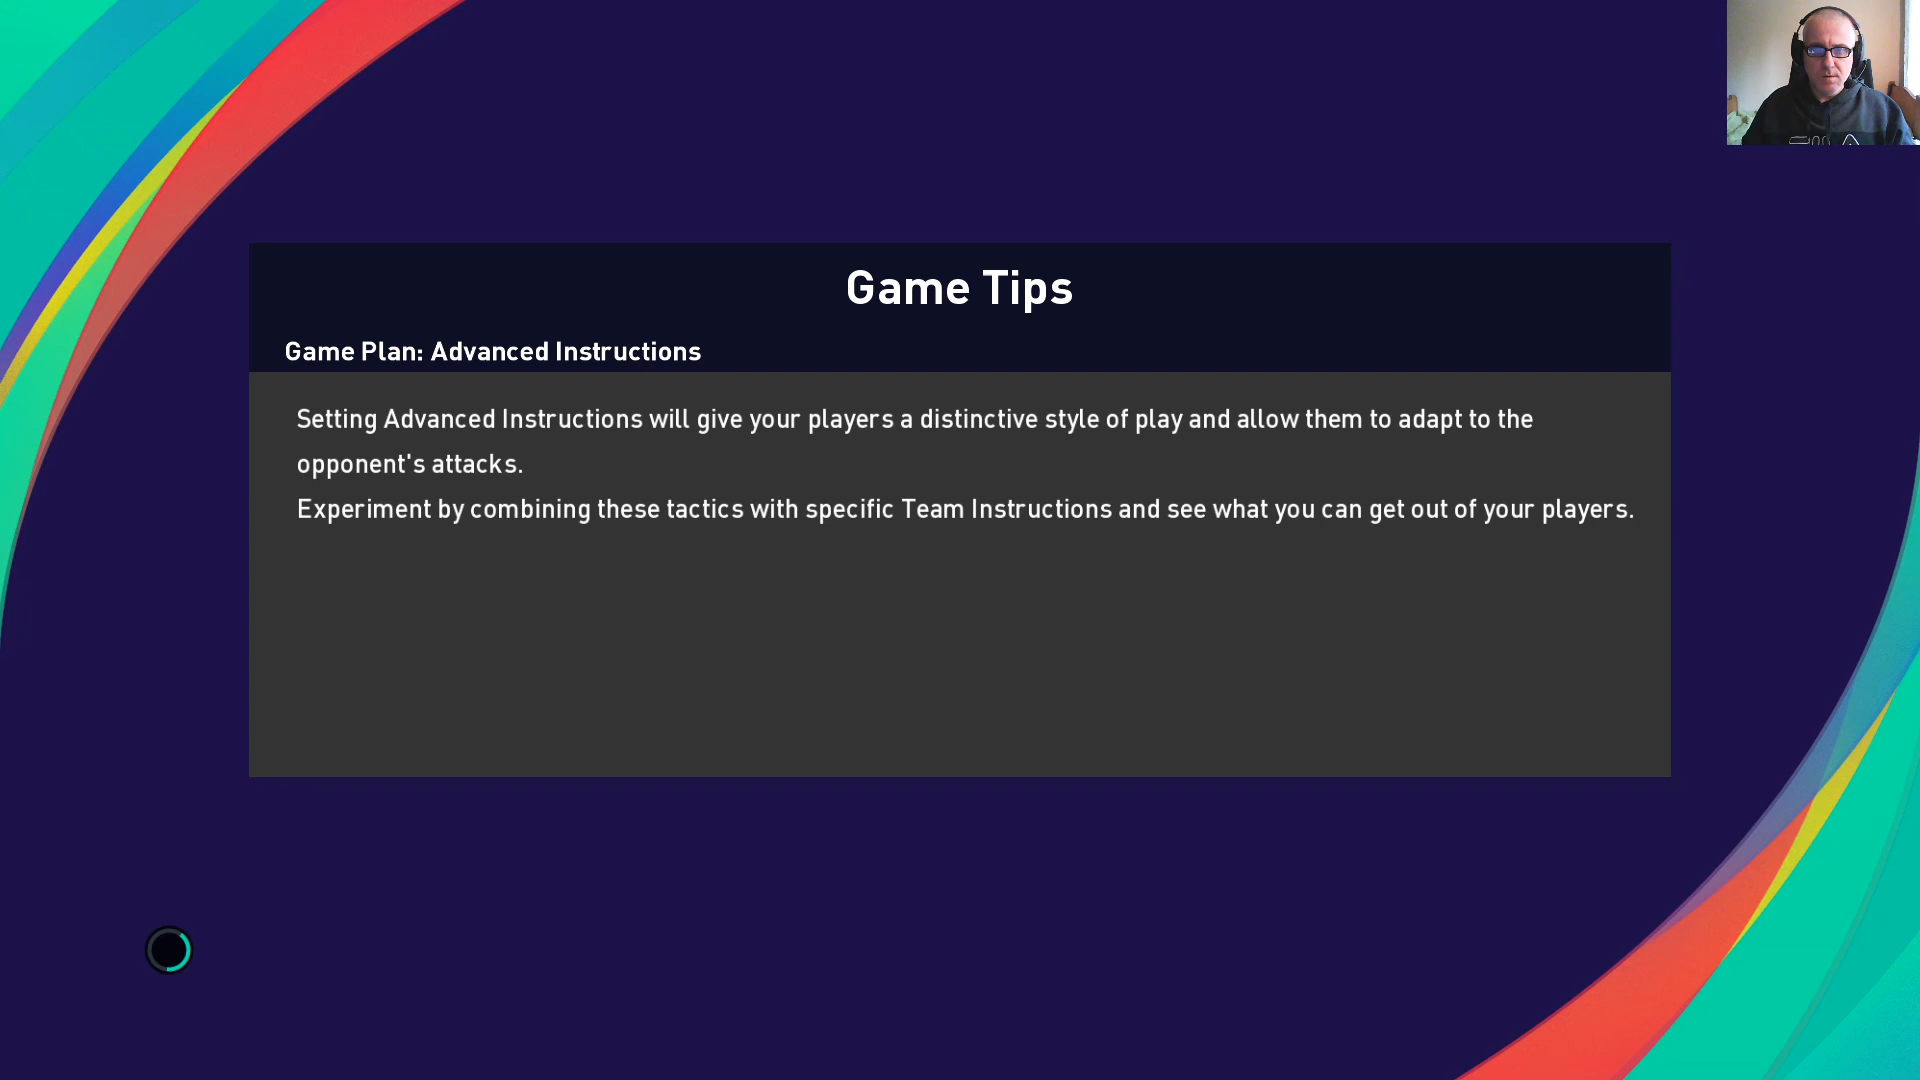 Game Tips
Game Plan: Advanced Instructions
Setting Advanced Instructions will give your players a distinctive style of play and allow them to adapt to the
opponent's attacks.
Experiment by combining these tactics with specific Team Instructions and see what you can get out of your players.